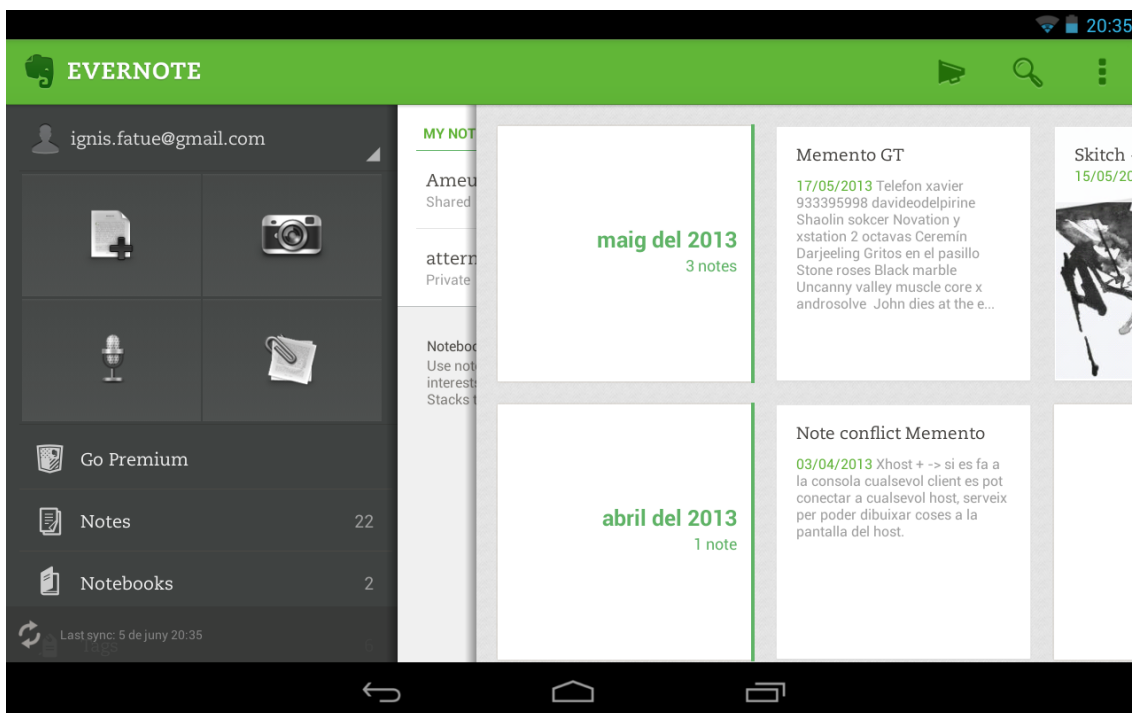 20:35
EVERNOTE
ignis.fatue@gmail.com
Go Premium
Notes 22
Notebooks 2
Tags 6
Last sync: 5 de juny 20:35
MY NOT
Ameu
Shared
attern
Private
Noteboo
Use not
interests
Stacks t
maig del 2013
3 notes
Memento GT
17/05/2013 Telefon xavier
933395998 davideodelpirine
Shaolin sokcer Novation y
xstation 2 octavas Ceremín
Darjeeling Gritos en el pasillo
Stone roses Black marble
Uncanny valley muscle core x
androsolve John dies at the e...
Skitch
15/05/20
abril del 2013
1 note
Note conflict Memento
03/04/2013 Xhost + -> si es fa a
la consola cualsevol client es pot
conectar a cualsevol host, serveix
per poder dibuixar coses a la
pantalla del host.